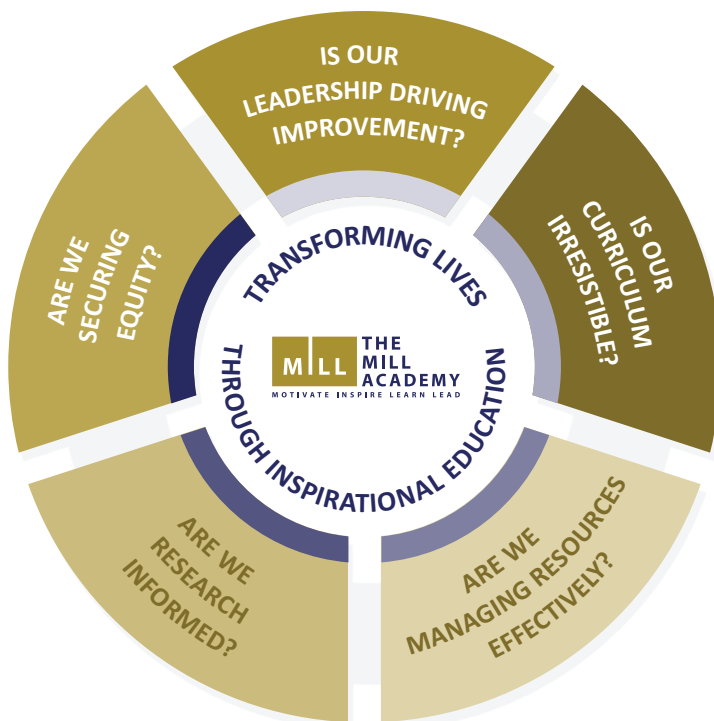 IS OUR
LEADERSHIP DRIVING
IMPROVEMENT?
IS OUR
CURRICULUM
IRRESISTIBLE?
ARE WE
MANAGING RESOURCES
EFFECTIVELY?
ARE WE
RESEARCH
INFORMED?
ARE WE
SECURING
EQUITY?
TRANSFORMING LIVES
THROUGH INSPIRATIONAL EDUCATION
MILL
THE
MILL
ACADEMY
MOTIVATE INSPIRE LEARN LEAD